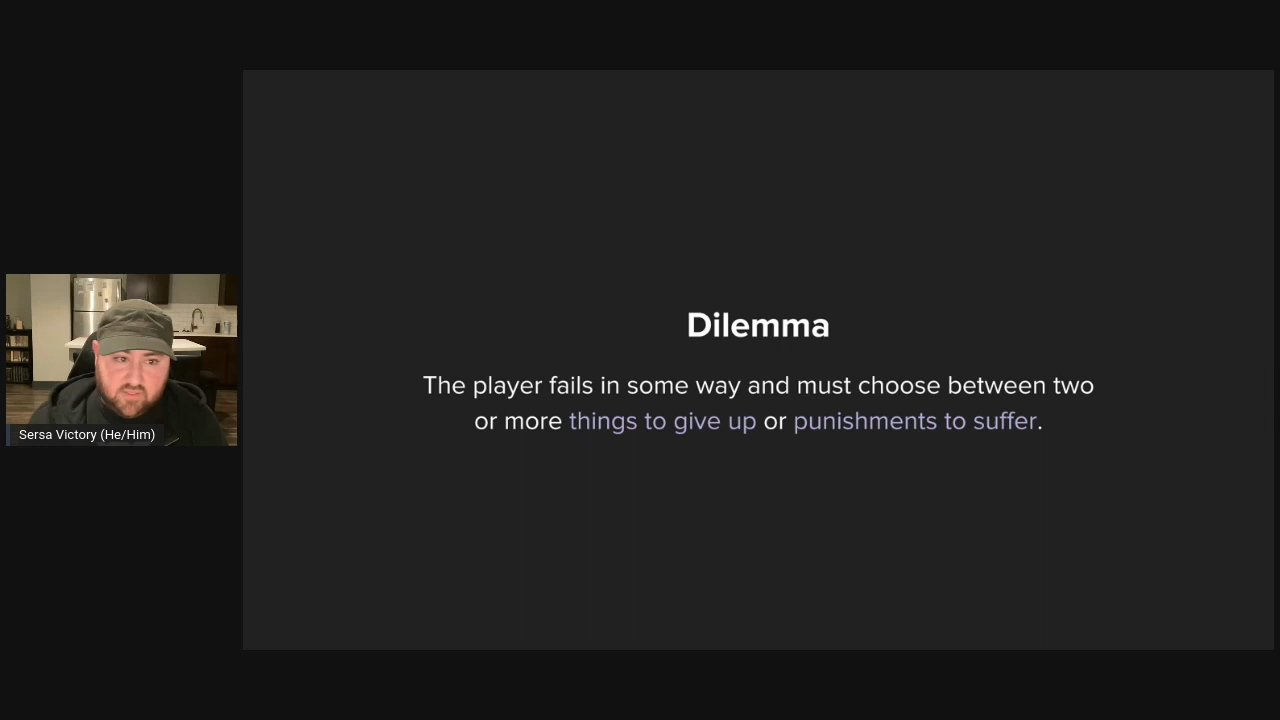 Dilemma
The player fails in some way and must choose between two
or more things to give up or punishments to suffer.
Sersa Victory (He/Him)